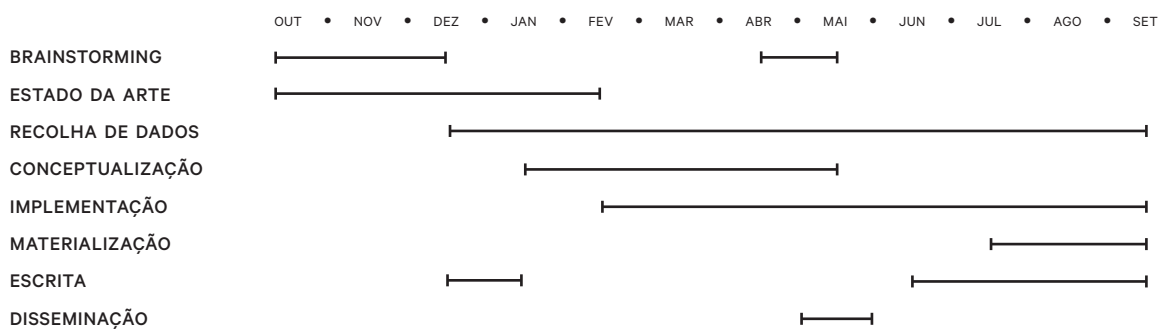 OUT • NOV • DEZ • JAN • FEV • MAR • ABR • MAI • JUN • JUL • AGO • SET
BRAINSTORMING
ESTADO DA ARTE
RECOLHA DE DADOS
CONCEPTUALIZAÇÃO
IMPLEMENTAÇÃO
MATERIALIZAÇÃO
ESCRITA
DISSEMINAÇÃO